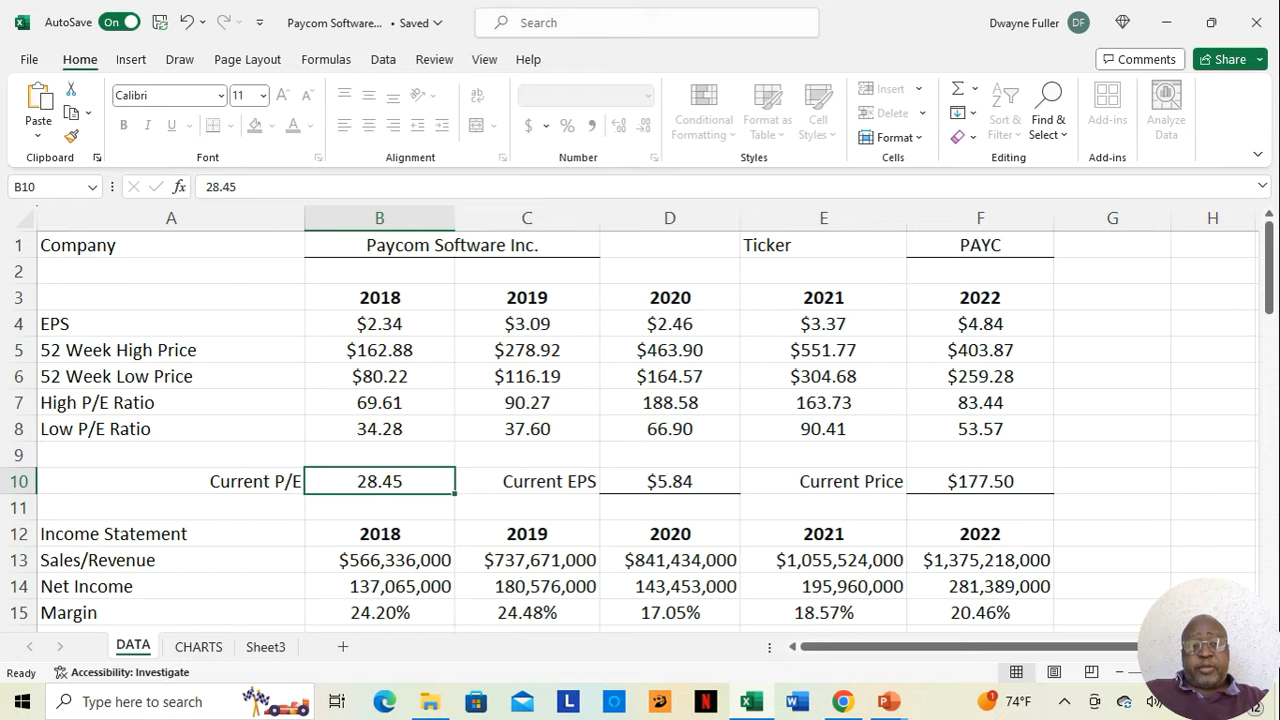 AutoSave On Paycom Software... • Saved Search Dwayne Fuller DF
File Home Insert Draw Page Layout Formulas Data Review View Help Comments Share
Paste Calibri 11 Insert Delete Format
B I U $ % , Conditional Formatting Format as Table Cell Styles Sort & Filter Find & Select Add-ins Analyze Data
Clipboard Font Alignment Number Styles Cells Editing Add-ins
B10 fx 28.45
A B C D E F G H
1 Company Paycom Software Inc. Ticker PAYC
2
3 2018 2019 2020 2021 2022
4 EPS $2.34 $3.09 $2.46 $3.37 $4.84
5 52 Week High Price $162.88 $278.92 $463.90 $551.77 $403.87
6 52 Week Low Price $80.22 $116.19 $164.57 $304.68 $259.28
7 High P/E Ratio 69.61 90.27 188.58 163.73 83.44
8 Low P/E Ratio 34.28 37.60 66.90 90.41 53.57
9
10 Current P/E 28.45 Current EPS $5.84 Current Price $177.50
11
12 Income Statement 2018 2019 2020 2021 2022
13 Sales/Revenue $566,336,000 $737,671,000 $841,434,000 $1,055,524,000 $1,375,218,000
14 Net Income 137,065,000 180,576,000 143,453,000 195,960,000 281,389,000
15 Margin 24.20% 24.48% 17.05% 18.57% 20.46%
DATA CHARTS Sheet3
Ready Accessibility: Investigate
Type here to search 1 74°F